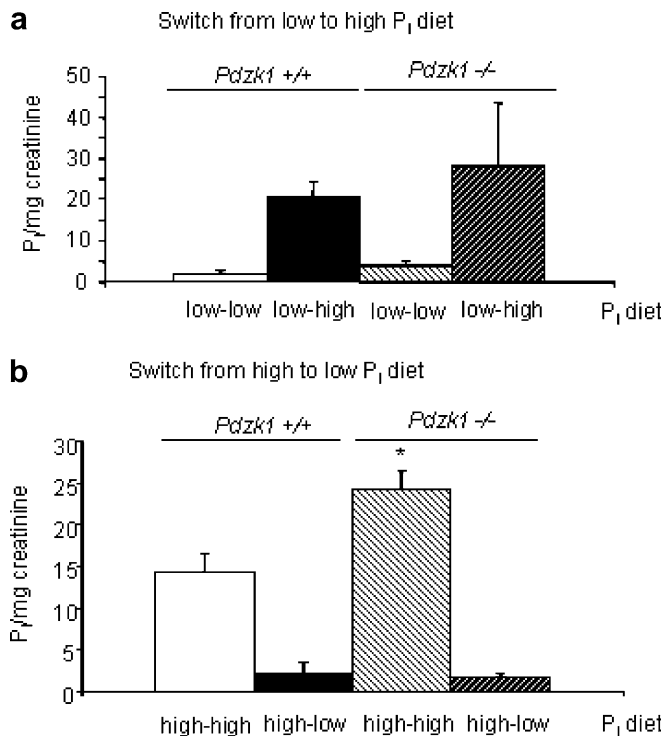 a
Switch from low to high PI diet
Pdzk1 +/+
Pdzk1 -/-
PI/mg creatinine
50
40
30
20
10
0
low-low
low-high
low-low
low-high
PI diet
b
Switch from high to low PI diet
Pdzk1 +/+
Pdzk1 -/-
*
PI/mg creatinine
30
25
20
15
10
5
0
high-high
high-low
high-high
high-low
PI diet